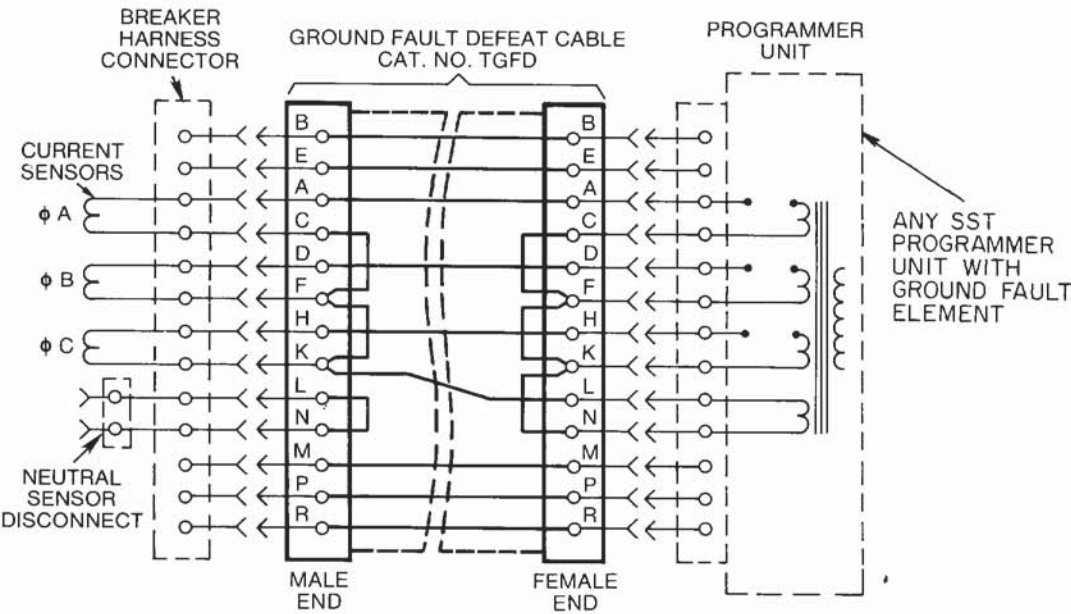 BREAKER
HARNESS
CONNECTOR
GROUND FAULT DEFEAT CABLE
CAT. NO. TGFD
PROGRAMMER
UNIT
CURRENT
SENSORS
ϕ A
ϕ B
ϕ C
NEUTRAL
SENSOR
DISCONNECT
B
E
A
C
D
F
H
K
L
N
M
P
R
MALE
END
B
E
A
C
D
F
H
K
L
N
M
P
R
FEMALE
END
ANY SST
PROGRAMMER
UNIT WITH
GROUND FAULT
ELEMENT